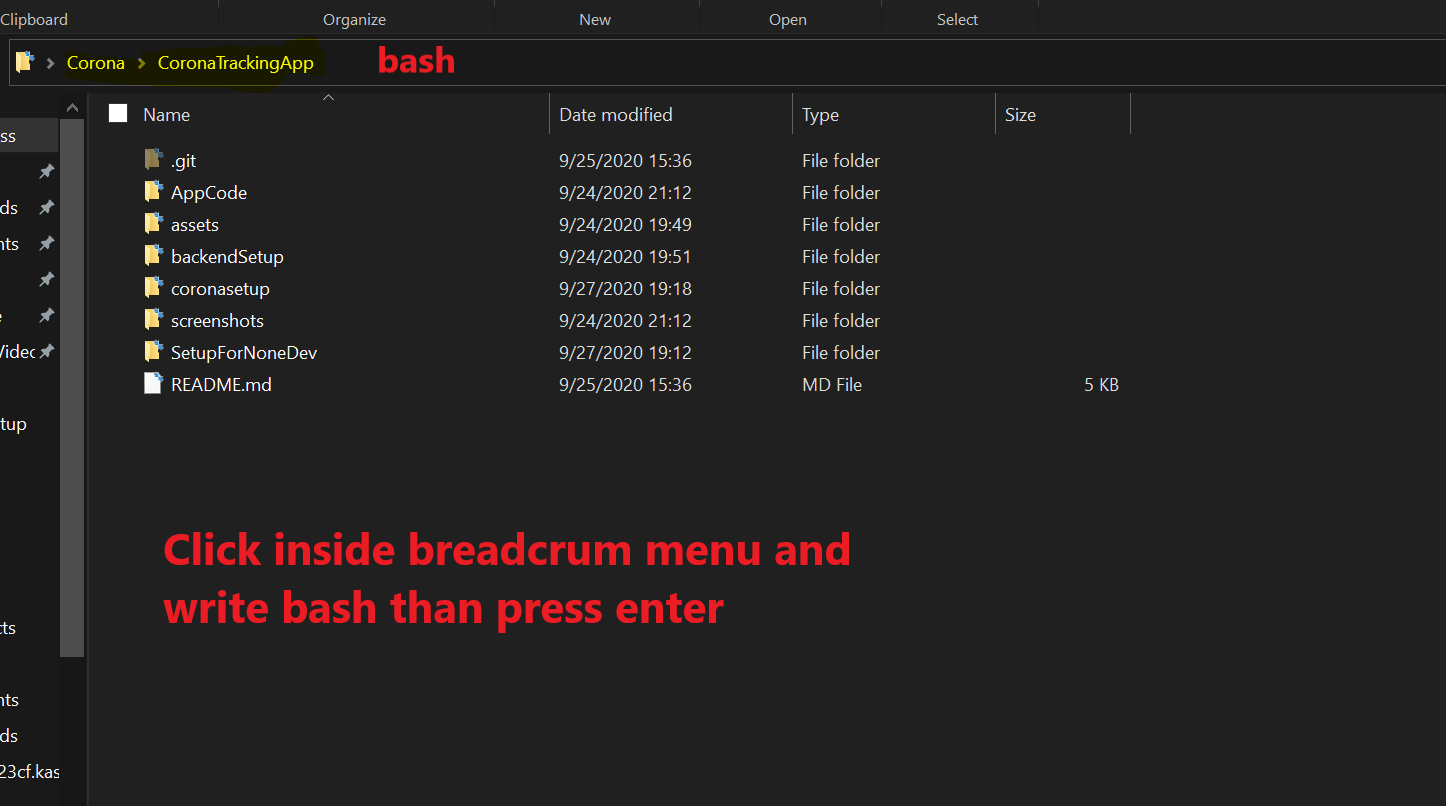 Clipboard Organize New Open Select
Corona CoronaTrackingApp bash
Name Date modified Type Size
ss
.git 9/25/2020 15:36 File folder
AppCode 9/24/2020 21:12 File folder
ds
assets 9/24/2020 19:49 File folder
nts
backendSetup 9/24/2020 19:51 File folder
coronasetup 9/27/2020 19:18 File folder
e
screenshots 9/24/2020 21:12 File folder
Videc
SetupForNoneDev 9/27/2020 19:12 File folder
README.md 9/25/2020 15:36 MD File 5 KB
tup
Click inside breadcrum menu and
write bash than press enter
cts
nts
ds
23cf.kas